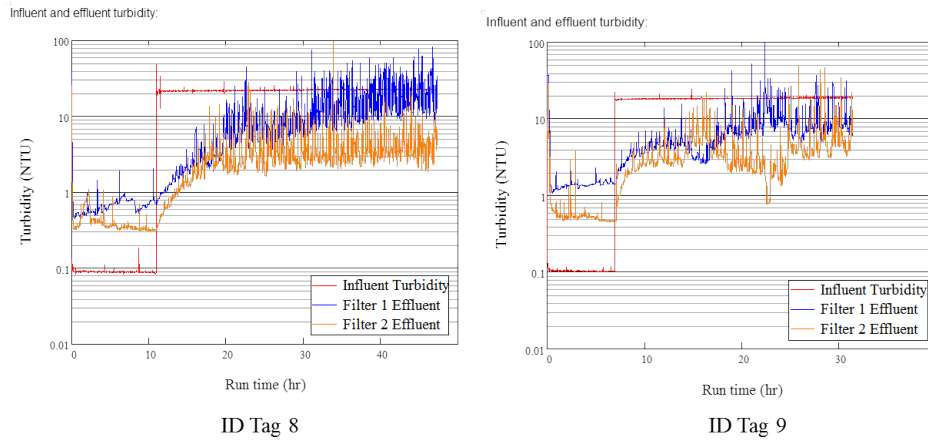 Influent and effluent turbidity:
100
10
1
0.1
0.01
Turbidity (NTU)
Influent Turbidity
Filter 1 Effluent
Filter 2 Effluent
0
10
20
30
40
Run time (hr)
ID Tag 8
Influent and effluent turbidity:
100
10
1
0.1
0.01
Turbidity (NTU)
Influent Turbidity
Filter 1 Effluent
Filter 2 Effluent
0
10
20
30
Run time (hr)
ID Tag 9